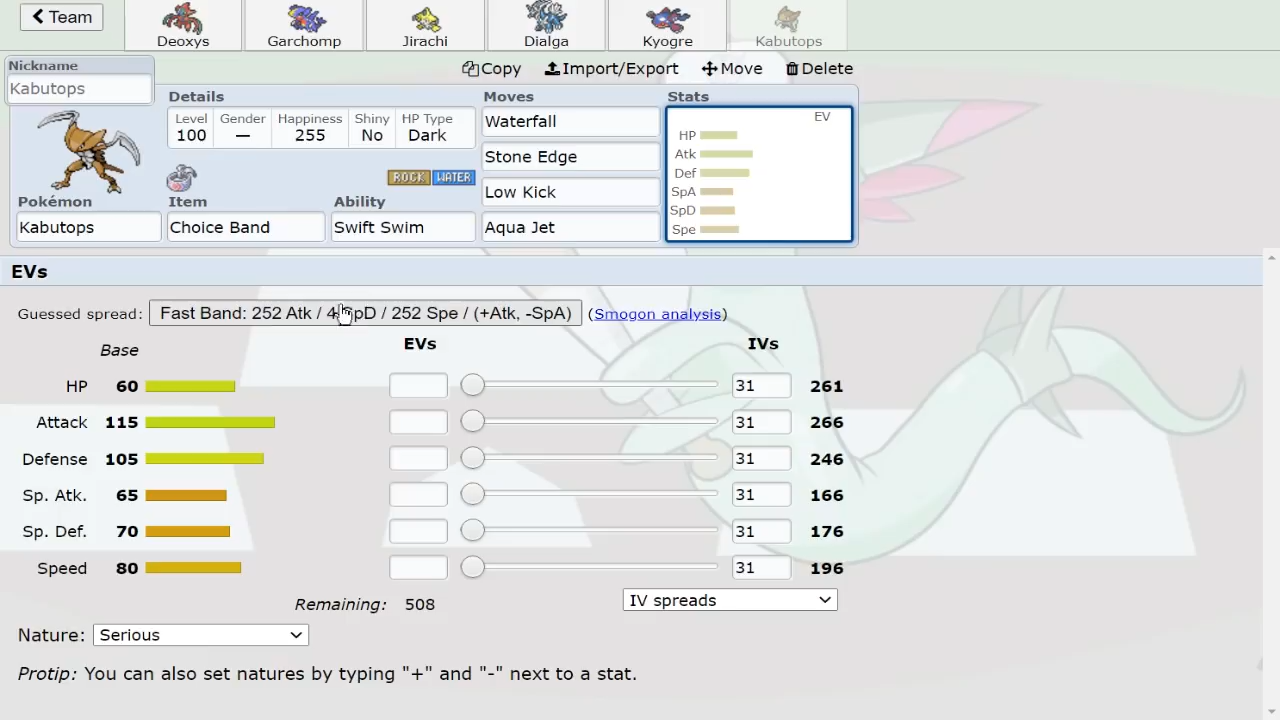 Team
Deoxys
Garchomp
Jirachi
Dialga
Kyogre
Kabutops
Copy
Import/Export
Move
Delete
Nickname
Kabutops
Details
Level
100
Gender
—
Happiness
255
Shiny
No
HP Type
Dark
ROCK WATER
Pokémon
Kabutops
Item
Choice Band
Ability
Swift Swim
Moves
Waterfall
Stone Edge
Low Kick
Aqua Jet
Stats
EV
HP
Atk
Def
SpA
SpD
Spe
EVs
Guessed spread: Fast Band: 252 Atk / 4 SpD / 252 Spe / (+Atk, -SpA) (Smogon analysis)
Base EVs IVs
HP 60 31 261
Attack 115 31 266
Defense 105 31 246
Sp. Atk. 65 31 166
Sp. Def. 70 31 176
Speed 80 31 196
Remaining: 508 IV spreads
Nature: Serious
Protip: You can also set natures by typing "+" and "-" next to a stat.